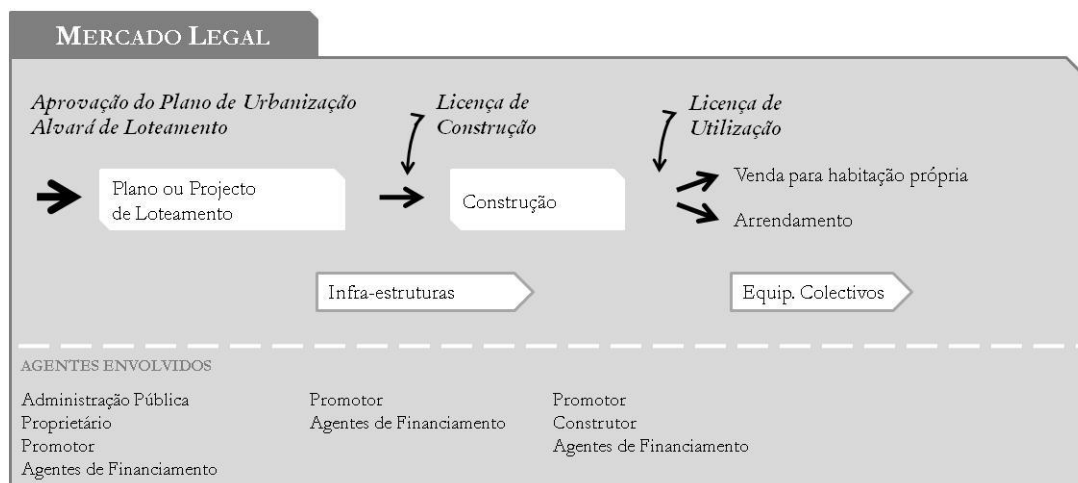 MERCADO LEGAL
Aprovação do Plano de Urbanização
Alvará de Loteamento
Licença de
Construção
Licença de
Utilização
Plano ou Projecto
de Loteamento
Construção
Venda para habitação própria
Arrendamento
Infra-estruturas
Equip. Colectivos
AGENTES ENVOLVIDOS
Administração Pública
Proprietário
Promotor
Agentes de Financiamento
Promotor
Agentes de Financiamento
Promotor
Construtor
Agentes de Financiamento